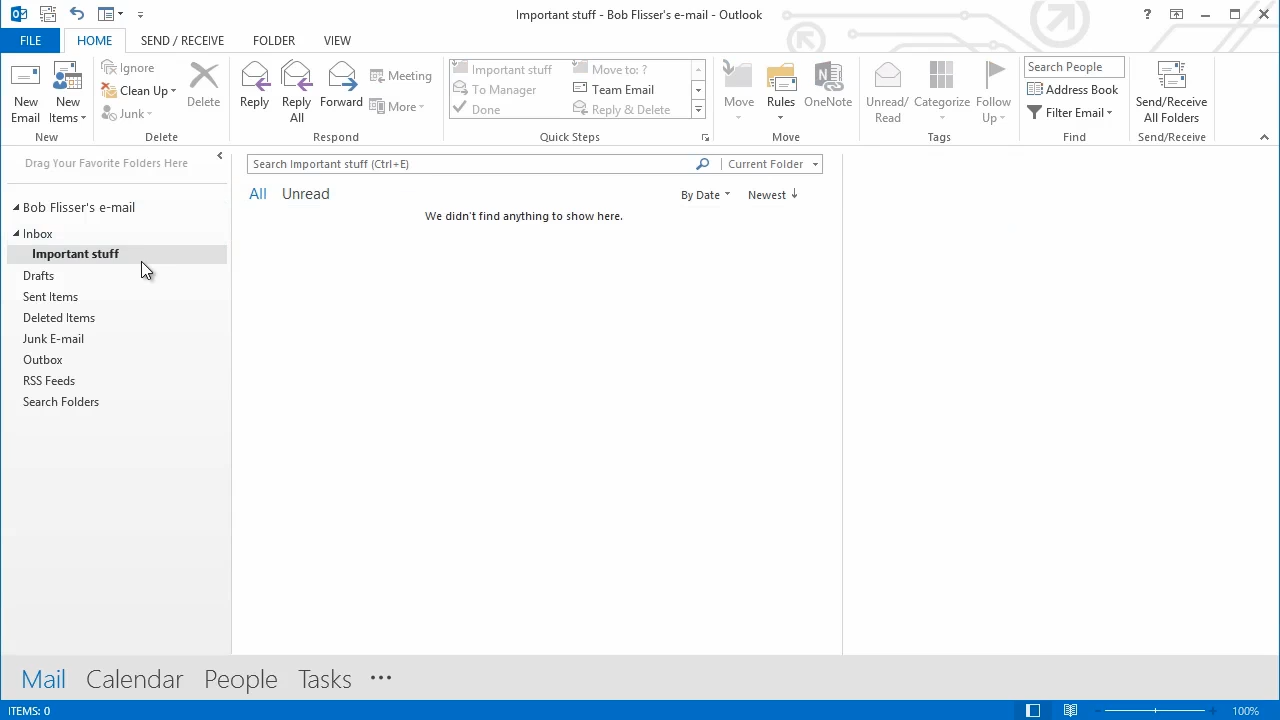 Important stuff - Bob Flisser's e-mail - Outlook
?
FILE
HOME
SEND / RECEIVE
FOLDER
VIEW
New Email
New Items
New
Ignore
Clean Up
Junk
Delete
Delete
Reply
Reply All
Forward
Meeting
More
Respond
Important stuff
To Manager
Done
Move to: ?
Team Email
Reply & Delete
Quick Steps
Move
Rules
OneNote
Move
Unread/ Read
Categorize
Follow Up
Tags
Search People
Address Book
Filter Email
Find
Send/Receive All Folders
Send/Receive
Drag Your Favorite Folders Here
Bob Flisser's e-mail
Inbox
Important stuff
Drafts
Sent Items
Deleted Items
Junk E-mail
Outbox
RSS Feeds
Search Folders
Search Important stuff (Ctrl+E)
Current Folder
All
Unread
By Date
Newest
We didn't find anything to show here.
Mail
Calendar
People
Tasks
ITEMS: 0
100%